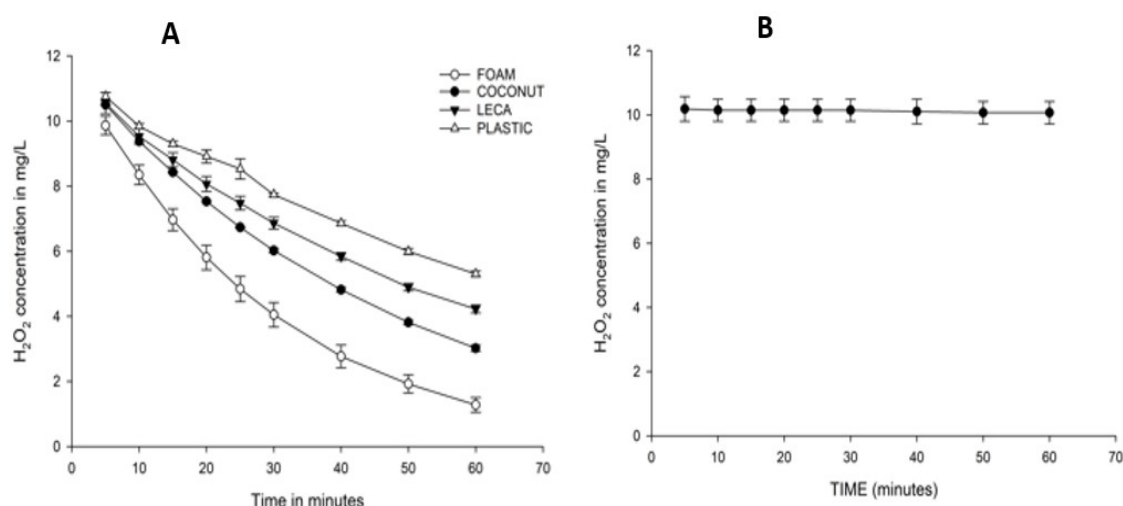 A
12
10
8
6
4
2
0
H2O2 concentration in mg/L
FOAM
COCONUT
LECA
PLASTIC
0 10 20 30 40 50 60 70
Time in minutes
B
12
10
8
6
4
2
0
H2O2 concentration in mg/L
0 10 20 30 40 50 60 70
TIME (minutes)